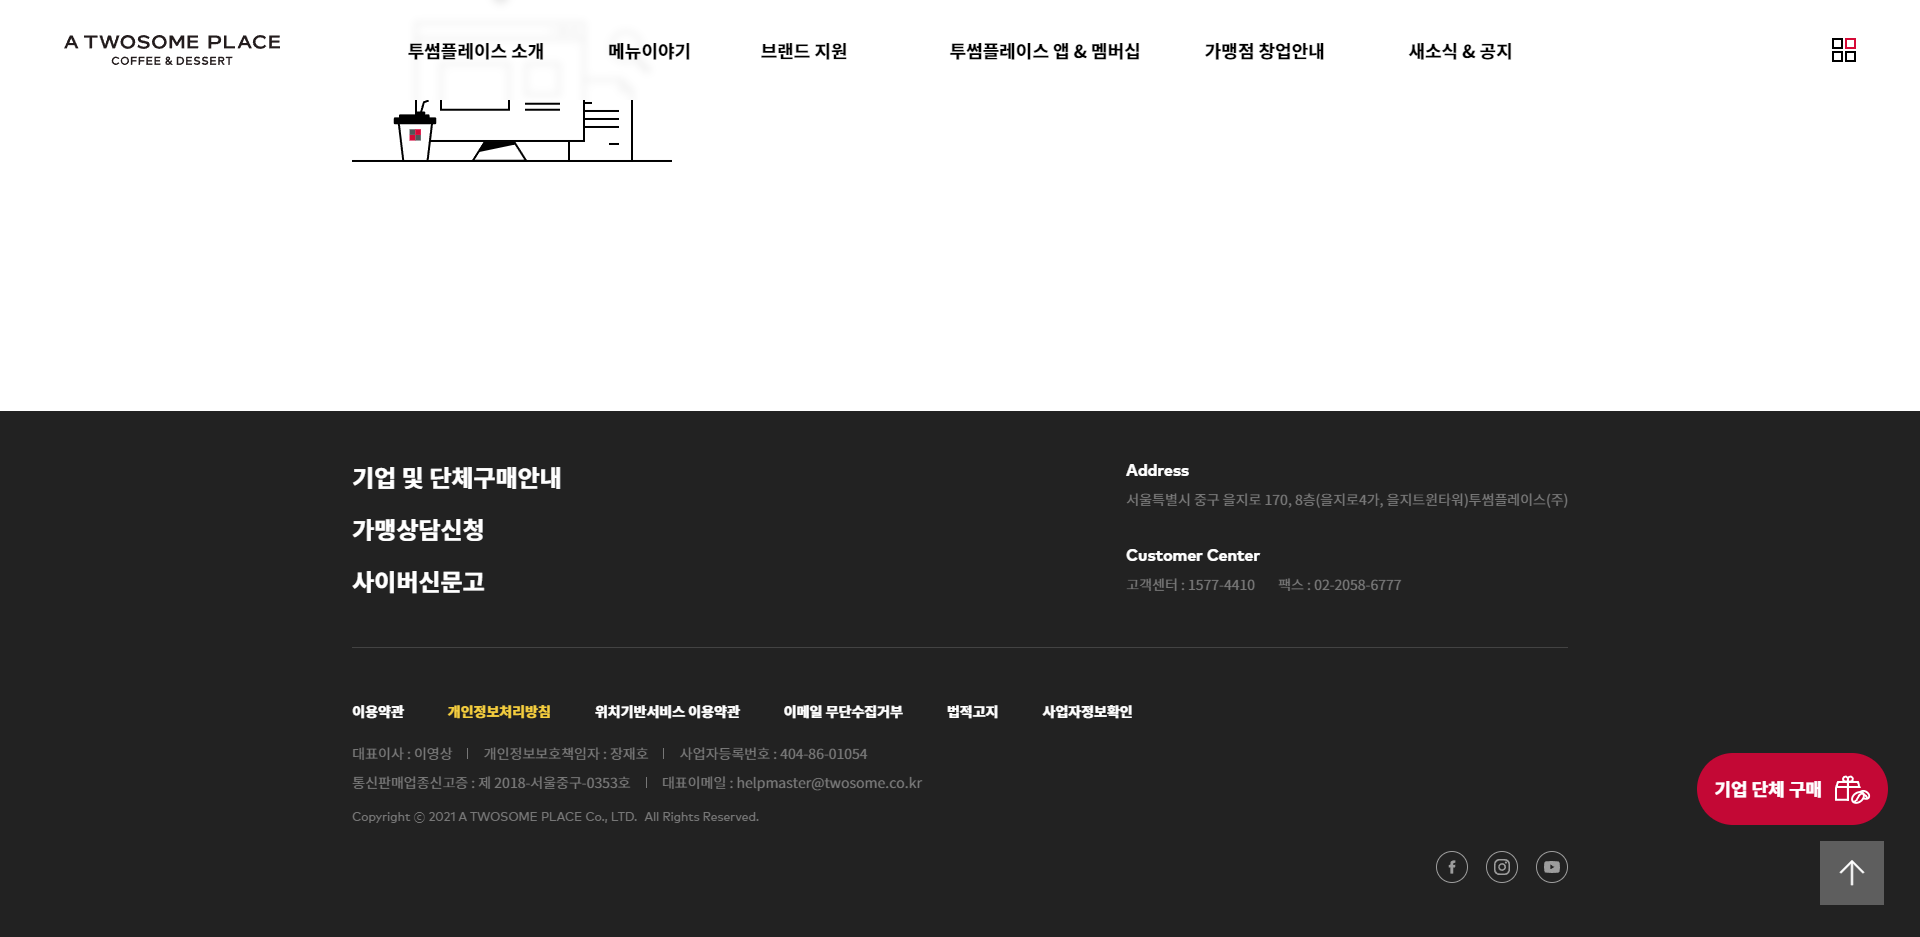 A TWOSOME PLACE
COFFEE & DESSERT
투썸플레이스 소개
메뉴이야기
브랜드 지원
투썸플레이스 앱 & 멤버십
가맹점 창업안내
새소식 & 공지
기업 및 단체구매안내
가맹상담신청
사이버신문고
Address
서울특별시 중구 을지로 170, 8층(을지로4가, 을지트윈타워)투썸플레이스(주)
Customer Center
고객센터 : 1577-4410 팩스 : 02-2058-6777
이용약관 개인정보처리방침 위치기반서비스 이용약관 이메일 무단수집거부 법적고지 사업자정보확인
대표이사 : 이영상 | 개인정보보호책임자 : 장재호 | 사업자등록번호 : 404-86-01054
통신판매업종신고증 : 제 2018-서울중구-0353호 | 대표이메일 : helpmaster@twosome.co.kr
Copyright ⓒ 2021 A TWOSOME PLACE Co., LTD. All Rights Reserved.
기업 단체 구매